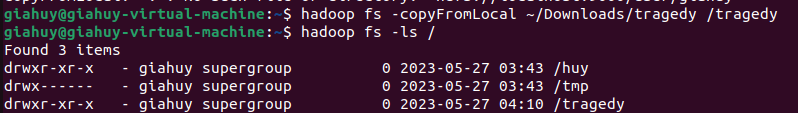 giahuy@giahuy-virtual-machine:~$ hadoop fs -copyFromLocal ~/Downloads/tragedy /tragedy
giahuy@giahuy-virtual-machine:~$ hadoop fs -ls /
Found 3 items
drwxr-xr-x   - giahuy supergroup          0 2023-05-27 03:43 /huy
drwx------   - giahuy supergroup          0 2023-05-27 03:43 /tmp
drwxr-xr-x   - giahuy supergroup          0 2023-05-27 04:10 /tragedy